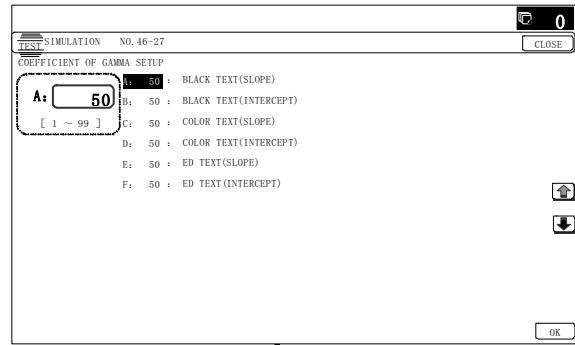 0
TEST SIMULATION NO.46-27
CLOSE
COEFFICIENT OF GAMMA SETUP
A: 50
[ 1 ~ 99 ]
A: 50 : BLACK TEXT(SLOPE)
B: 50 : BLACK TEXT(INTERCEPT)
C: 50 : COLOR TEXT(SLOPE)
D: 50 : COLOR TEXT(INTERCEPT)
E: 50 : ED TEXT(SLOPE)
F: 50 : ED TEXT(INTERCEPT)
OK